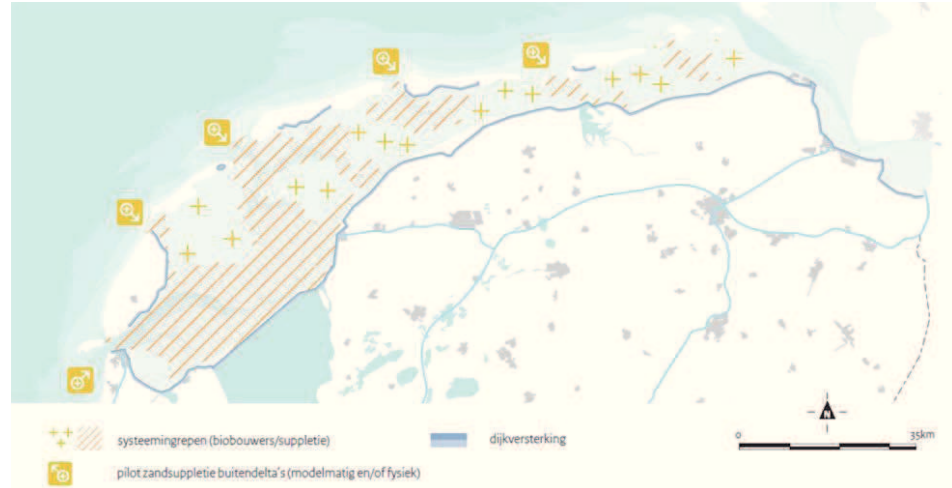 N
0 35km
systeemingrepen (biobouwers/suppletie) dijkversterking
pilot zandsuppletie buitendelta's (modelmatig en/of fysiek)